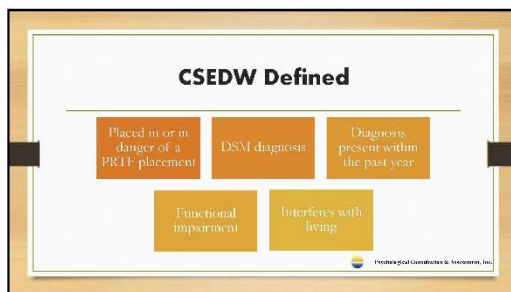 CSEDW Defined
Placed in or in
danger of a
PRTF placement
DSM diagnosis
Diagnosis
present within
the past year
Functional
impairment
Interferes with
living
Psychological Consultation & Assessment, Inc.